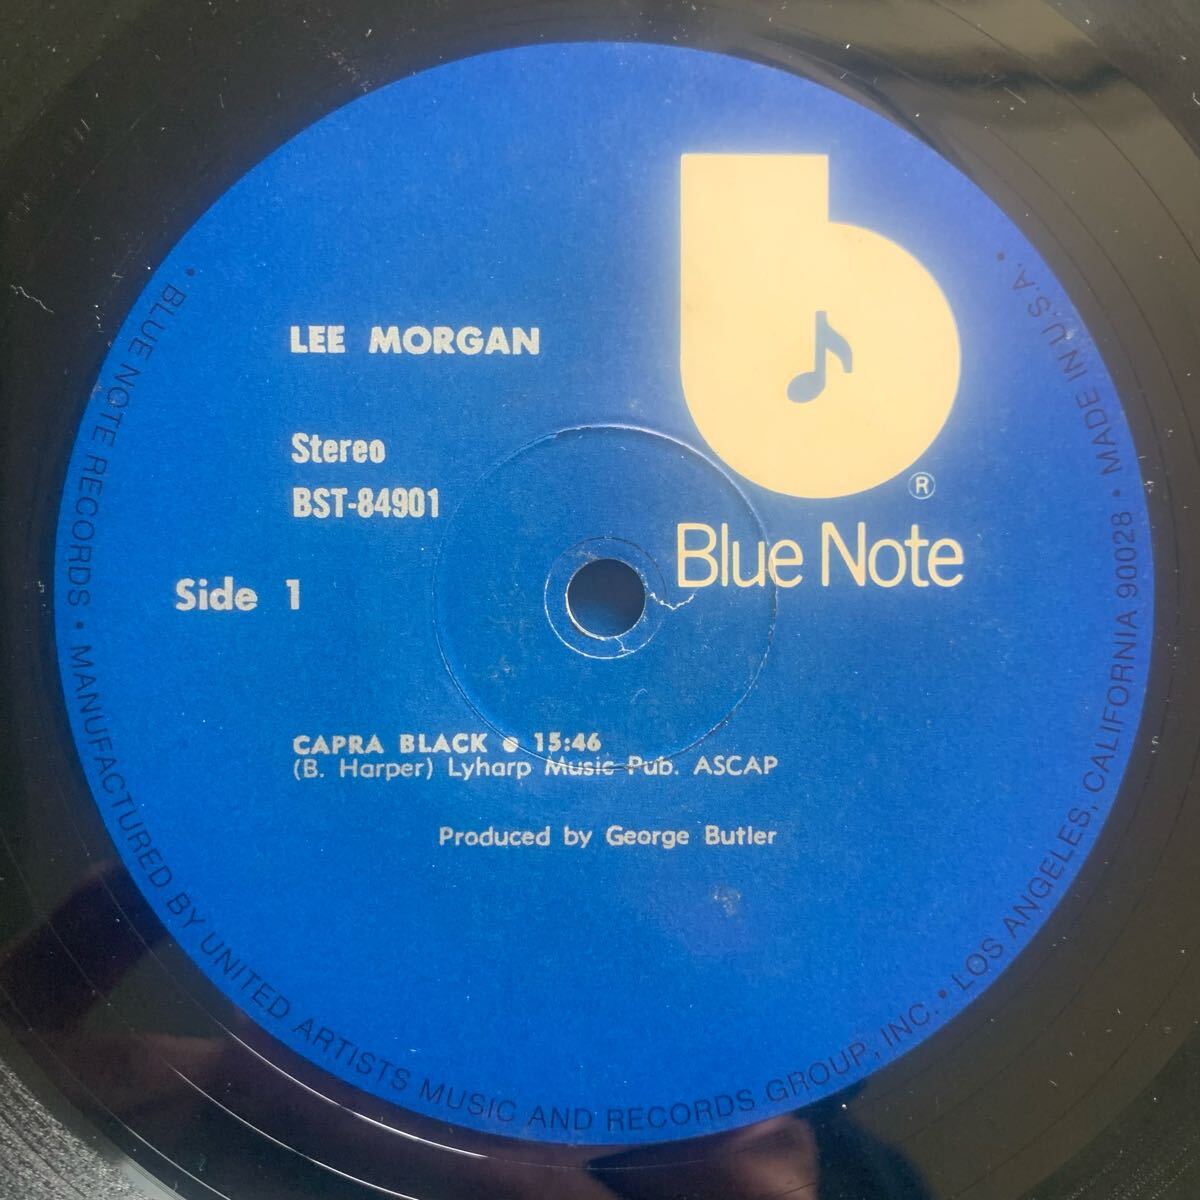 LEE MORGAN
Stereo
BST-84901
Side 1
®
Blue Note
CAPRA BLACK • 15:46
(B. Harper) Lyharp Music Pub. ASCAP
Produced by George Butler
• BLUE NOTE RECORDS • MANUFACTURED BY UNITED ARTISTS MUSIC AND RECORDS GROUP, INC. • LOS ANGELES, CALIFORNIA 90028 • MADE IN U.S.A. •